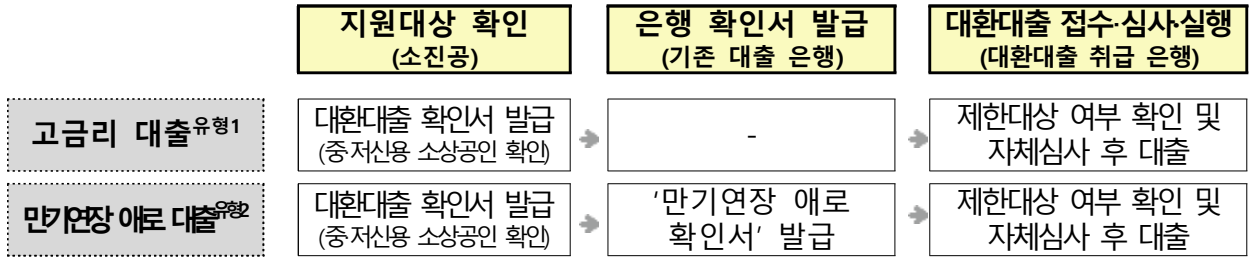 지원대상 확인
(소진공)
은행 확인서 발급
(기존 대출 은행)
대환대출 접수·심사·실행
(대환대출 취급 은행)
고금리 대출유형1
대환대출 확인서 발급
(중·저신용 소상공인 확인)
-
제한대상 여부 확인 및
자체심사 후 대출
만기연장 애로 대출유형2
대환대출 확인서 발급
(중·저신용 소상공인 확인)
'만기연장 애로
확인서' 발급
제한대상 여부 확인 및
자체심사 후 대출